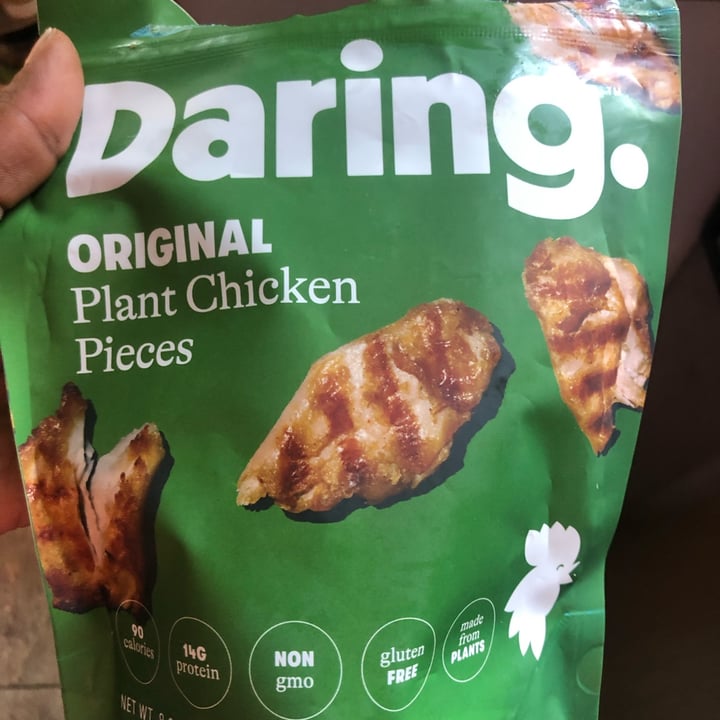 Daring.
ORIGINAL
Plant Chicken
Pieces
90
calories
14G
protein
NON
gmo
gluten
FREE
made
from
PLANTS
NET WT.